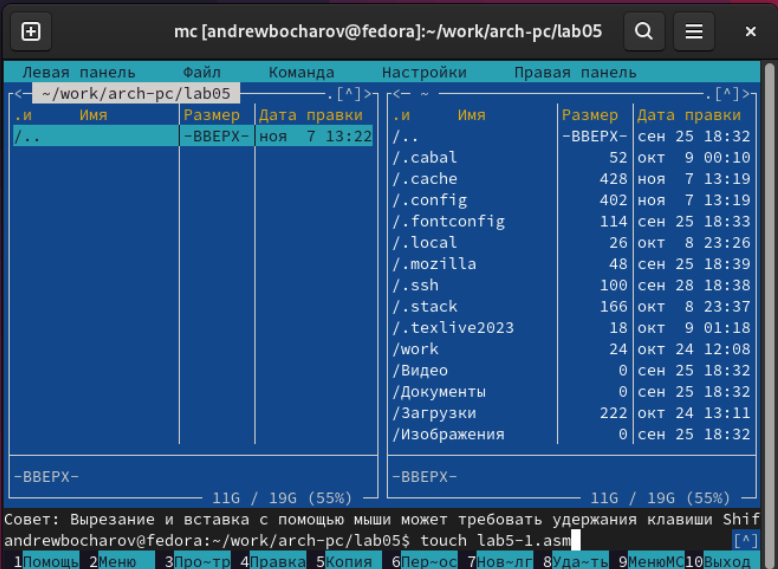 mc [andrewbocharov@fedora]:~/work/arch-pc/lab05
Левая панель Файл Команда Настройки Правая панель
<— ~/work/arch-pc/lab05 .[^]>
.и Имя Размер Дата правки
/.. -ВВЕРХ- ноя 7 13:22
-ВВЕРХ-
11G / 19G (55%)
<— ~ .[^]>
.и Имя Размер Дата правки
/.. -ВВЕРХ- сен 25 18:32
/.cabal 52 окт 9 00:10
/.cache 428 ноя 7 13:19
/.config 402 ноя 7 13:19
/.fontconfig 114 сен 25 18:33
/.local 26 окт 8 23:26
/.mozilla 48 сен 25 18:39
/.ssh 100 сен 28 18:38
/.stack 166 окт 8 23:37
/.texlive2023 18 окт 9 01:18
/work 24 окт 24 12:08
/Видео 0 сен 25 18:32
/Документы 0 сен 25 18:32
/Загрузки 222 окт 24 13:11
/Изображения 0 сен 25 18:32
-ВВЕРХ-
11G / 19G (55%)
Совет: Вырезание и вставка с помощью мыши может требовать удержания клавиши Shif
andrewbocharov@fedora:~/work/arch-pc/lab05$ touch lab5-1.asm [^]
1Помощь 2Меню 3Про~тр 4Правка 5Копия 6Пер~ос 7Нов~лг 8Уда~ть 9МенюМС 10Выход